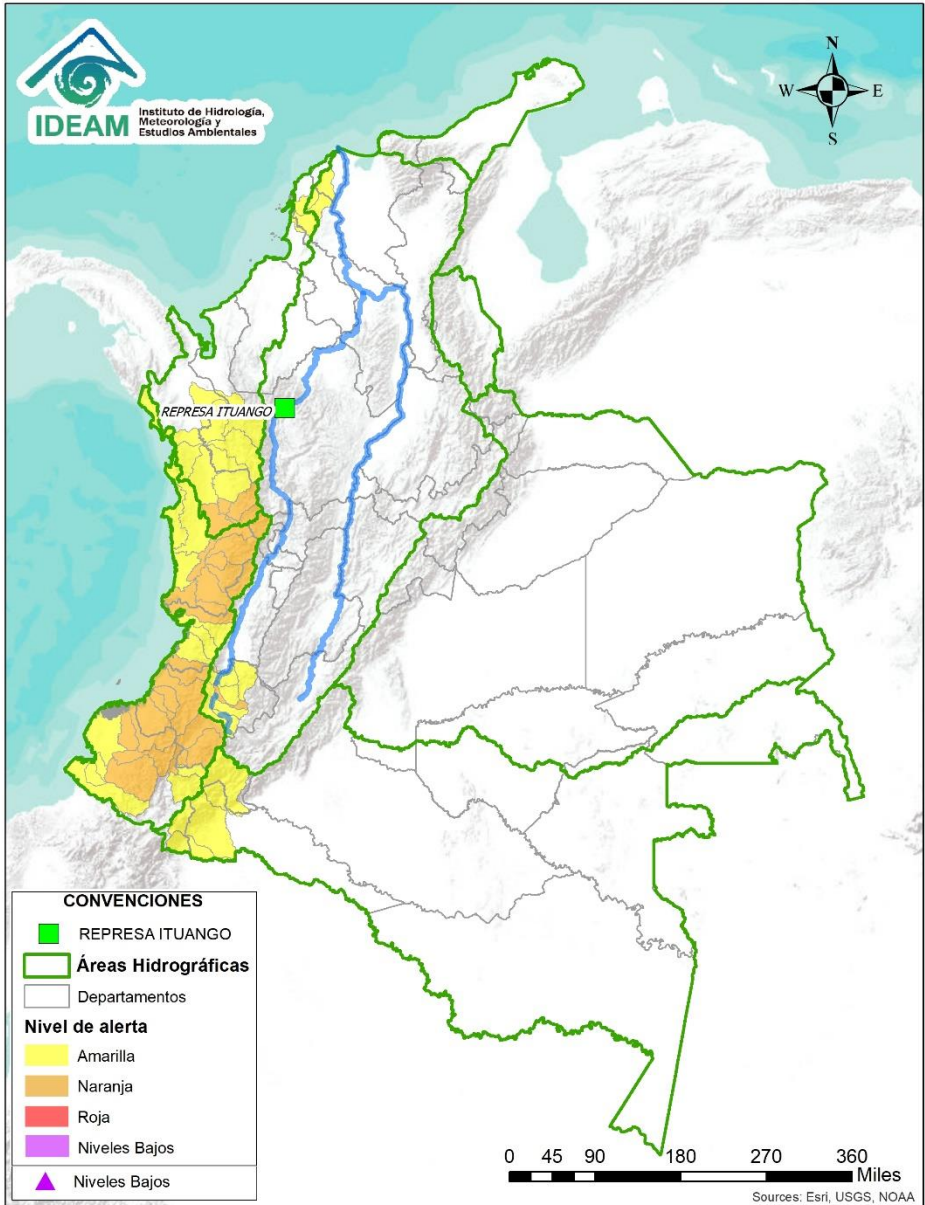 IDEAM
Instituto de Hidrología,
Meteorología y
Estudios Ambientales
N
W E
S
REPRESA ITUANGO
CONVENCIONES
REPRESA ITUANGO
Áreas Hidrográficas
Departamentos
Nivel de alerta
Amarilla
Naranja
Roja
Niveles Bajos
Niveles Bajos
0 45 90 180 270 360
Miles
Sources: Esri, USGS, NOAA